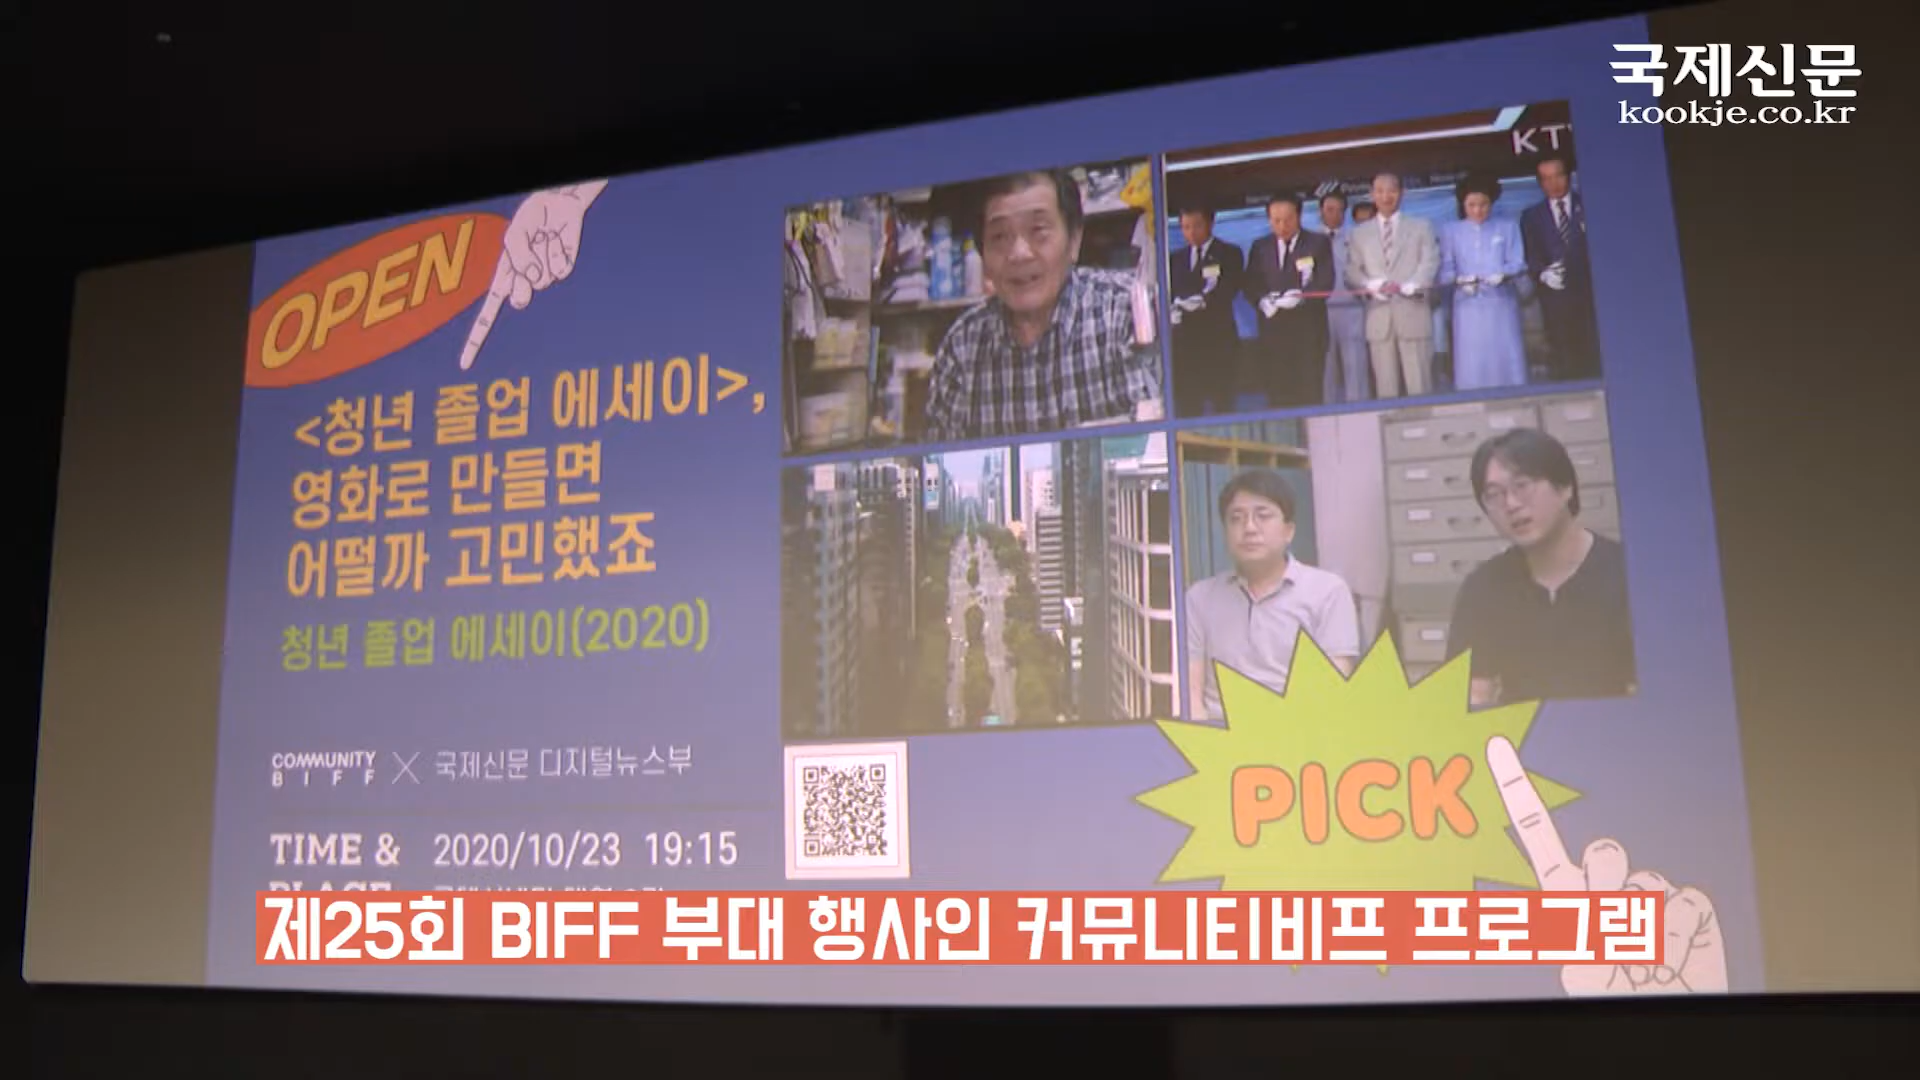 국제신문
kookje.co.kr
KTV
OPEN
<청년 졸업 에세이>,
영화로 만들면
어떨까 고민했죠
청년 졸업 에세이(2020)
COMMUNITY
BIFF
X 국제신문 디지털뉴스부
TIME & 2020/10/23 19:15
PLACE
PICK
제25회 BIFF 부대 행사인 커뮤니티비프 프로그램